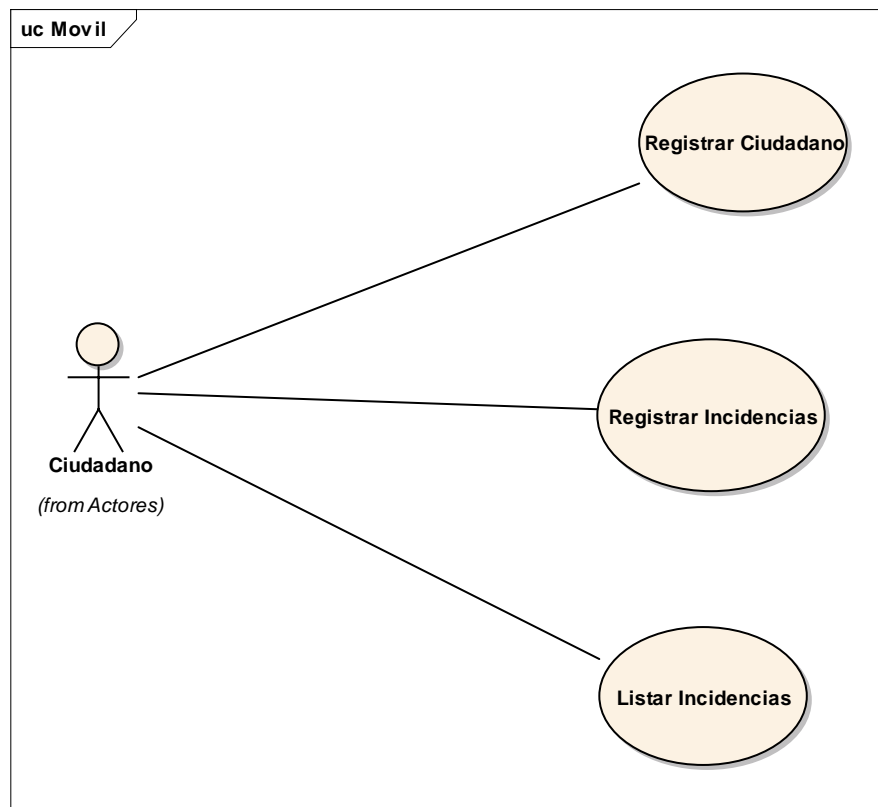 uc Movil
Registrar Ciudadano
Registrar Incidencias
Ciudadano
(from Actores)
Listar Incidencias